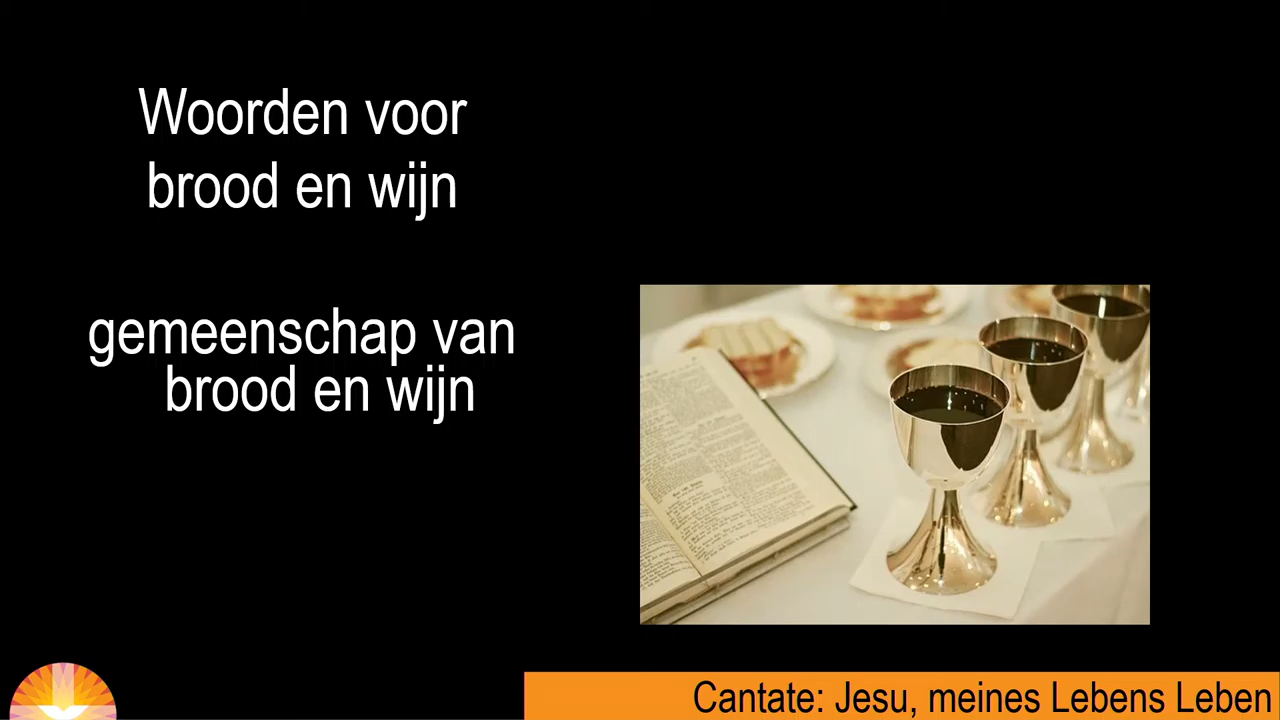 Woorden voor
brood en wijn
gemeenschap van
brood en wijn
Cantate: Jesu, meines Lebens Leben